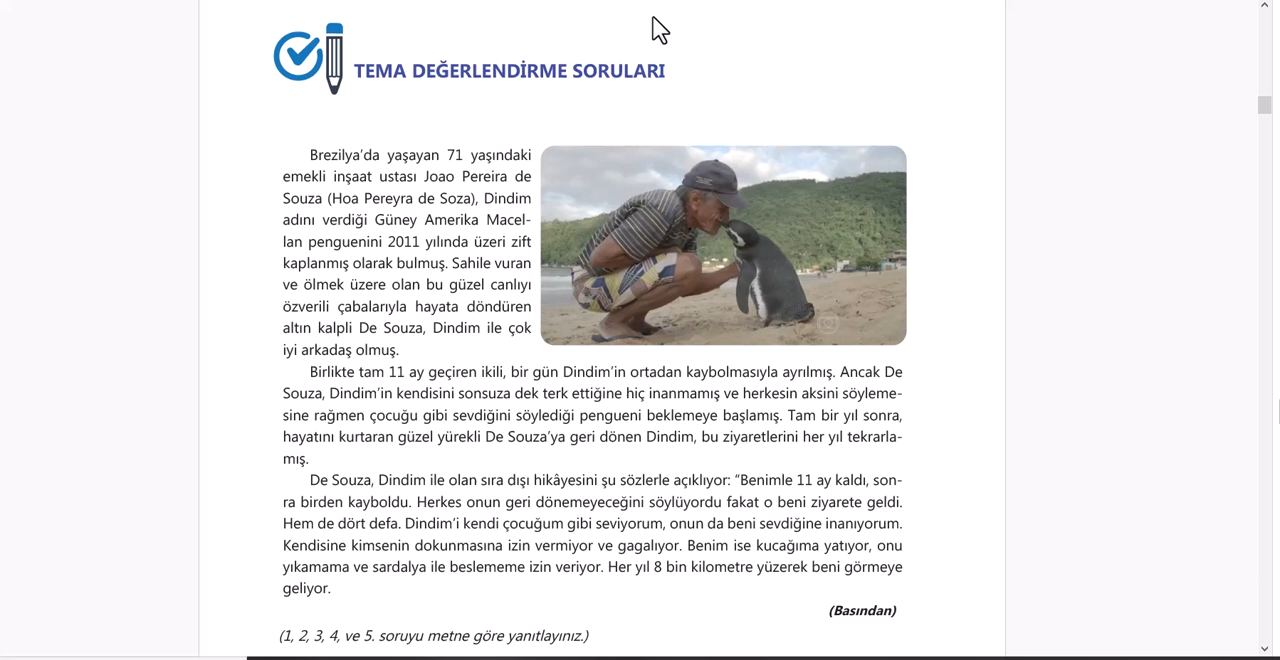 TEMA DEĞERLENDİRME SORULARI
Brezilya’da yaşayan 71 yaşındaki
emekli inşaat ustası Joao Pereira de
Souza (Hoa Pereyra de Soza), Dindim
adını verdiği Güney Amerika Macel-
lan penguenini 2011 yılında üzeri zift
kaplanmış olarak bulmuş. Sahile vuran
ve ölmek üzere olan bu güzel canlıyı
özverili çabalarıyla hayata döndüren
altın kalpli De Souza, Dindim ile çok
iyi arkadaş olmuş.
Birlikte tam 11 ay geçiren ikili, bir gün Dindim’in ortadan kaybolmasıyla ayrılmış. Ancak De
Souza, Dindim’in kendisini sonsuza dek terk ettiğine hiç inanmamış ve herkesin aksini söyleme-
sine rağmen çocuğu gibi sevdiğini söylediği pengueni beklemeye başlamış. Tam bir yıl sonra,
hayatını kurtaran güzel yürekli De Souza’ya geri dönen Dindim, bu ziyaretlerini her yıl tekrarla-
mış.
De Souza, Dindim ile olan sıra dışı hikâyesini şu sözlerle açıklıyor: “Benimle 11 ay kaldı, son-
ra birden kayboldu. Herkes onun geri dönemeyeceğini söylüyordu fakat o beni ziyarete geldi.
Hem de dört defa. Dindim’i kendi çocuğum gibi seviyorum, onun da beni sevdiğine inanıyorum.
Kendisine kimsenin dokunmasına izin vermiyor ve gagalıyor. Benim ise kucağıma yatıyor, onu
yıkamama ve sardalya ile beslememe izin veriyor. Her yıl 8 bin kilometre yüzerek beni görmeye
geliyor.
(Basından)
(1, 2, 3, 4, ve 5. soruyu metne göre yanıtlayınız.)